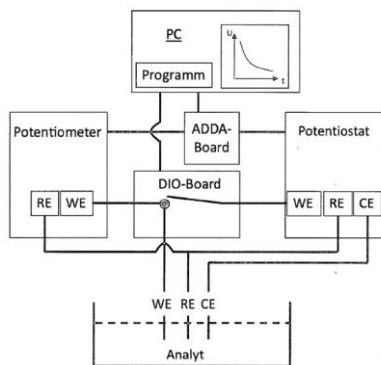 PC
U
t
Programm
Potentiometer
ADDA-
Board
Potentiostat
DIO-Board
RE WE
WE RE CE
WE RE CE
Analyt